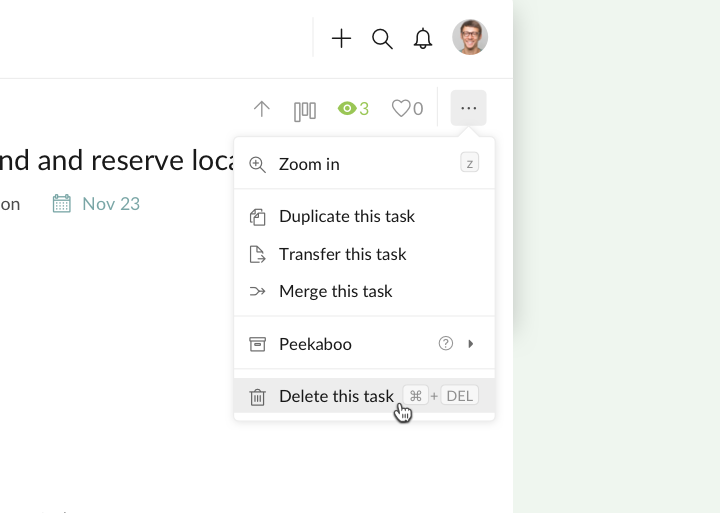 3 0 ...
nd and reserve loca
on Nov 23
Zoom in z
Duplicate this task
Transfer this task
Merge this task
Peekaboo ?
Delete this task ⌘ + DEL